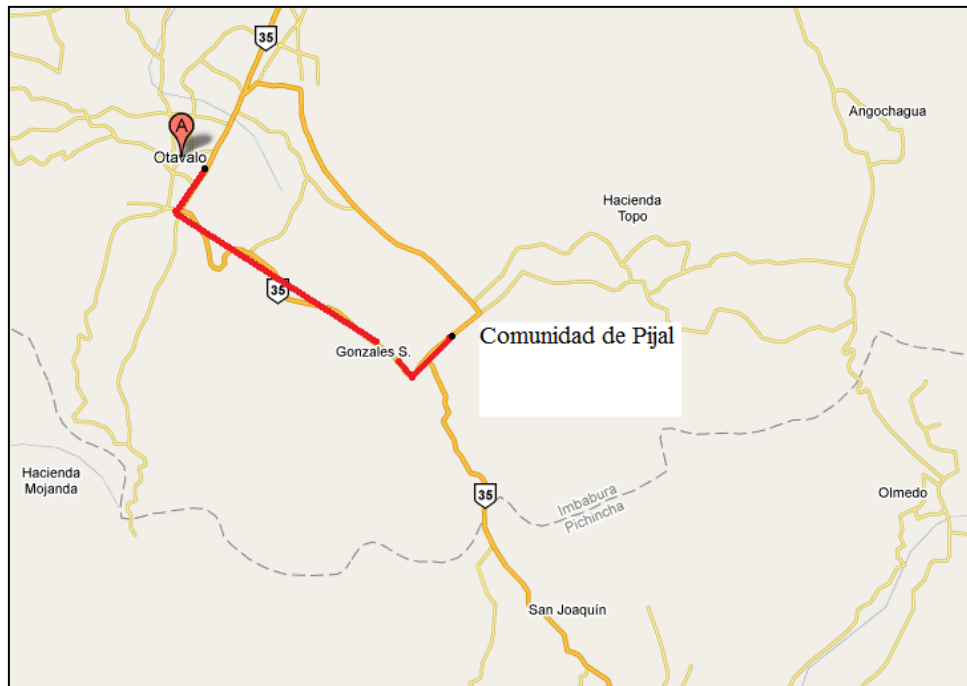 35
Angochagua
A
Otavalo
Hacienda
Topo
35
Comunidad de Pijal
Gonzales S.
Hacienda
Mojanda
35
Imbabura
Pichincha
Olmedo
San Joaquín